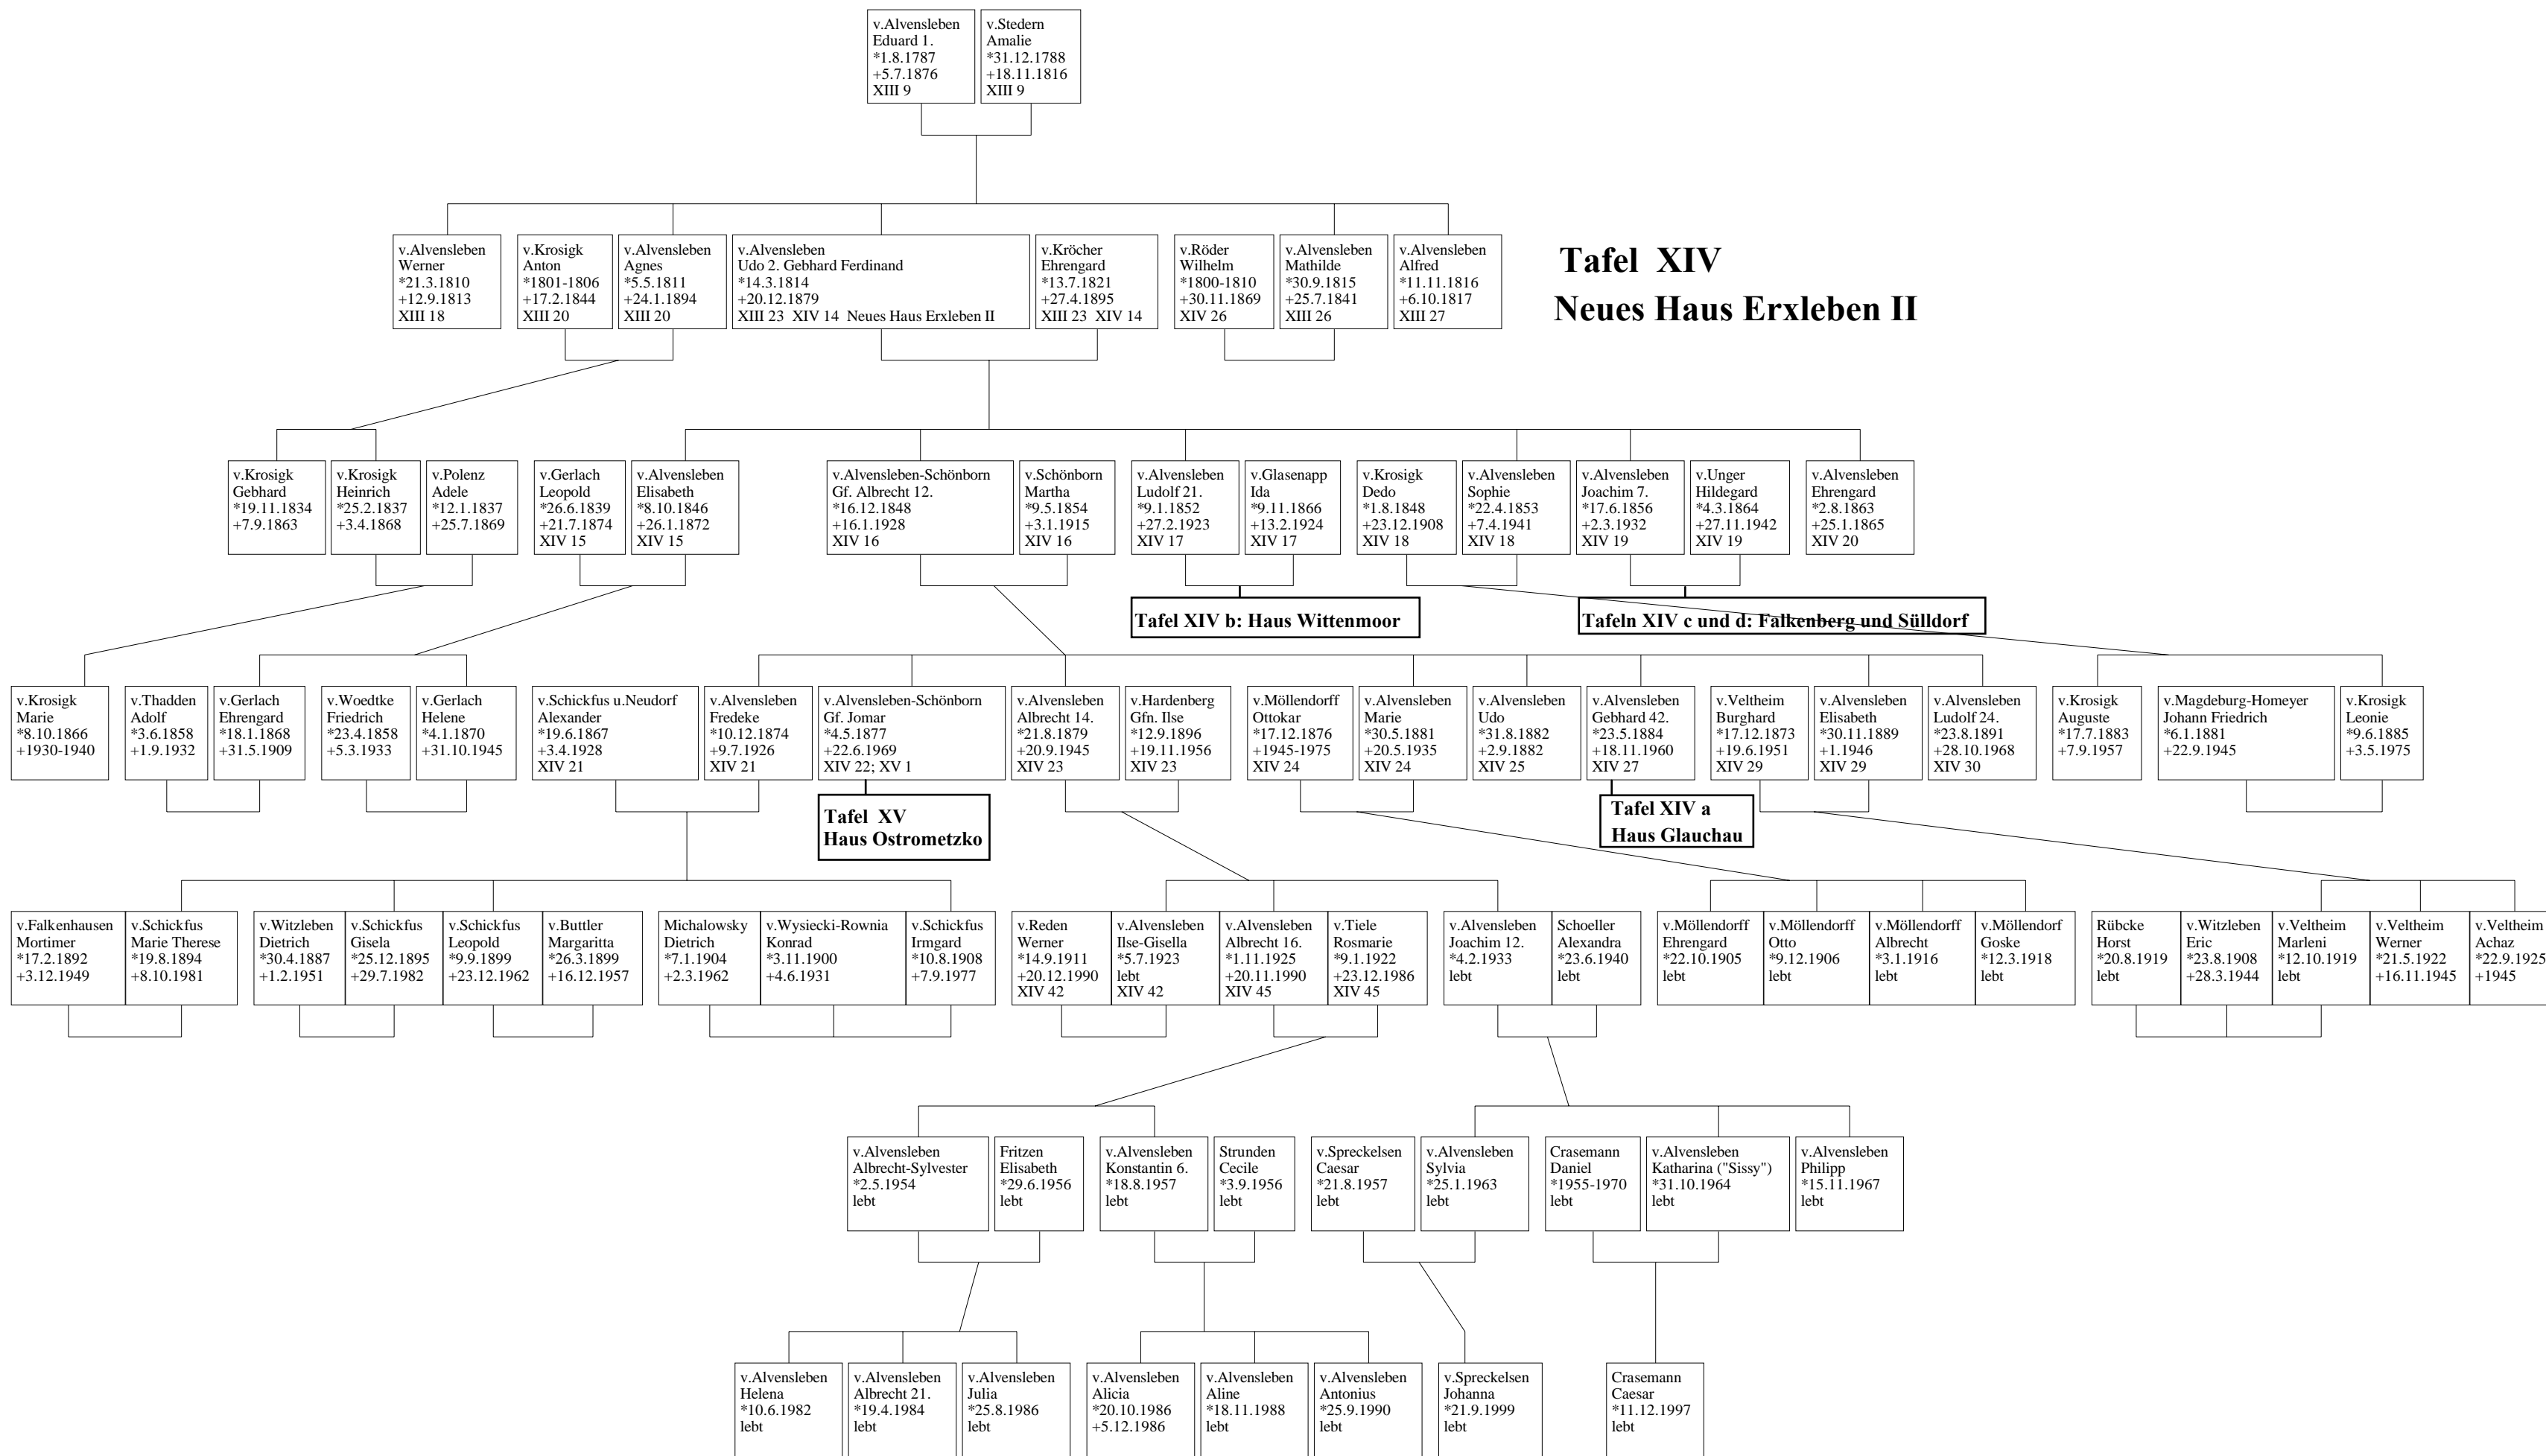 v.Alvensleben
Eduard 1.
*1.8.1787
+5.7.1876
XIII 9
v.Stedern
Amalie
*31.12.1788
+18.11.1816
XIII 9
v.Alvensleben
Werner
*21.3.1810
+12.9.1813
XIII 18
v.Krosigk
Anton
*1801-1806
+17.2.1844
XIII 20
v.Alvensleben
Agnes
*5.5.1811
+24.1.1894
XIII 20
v.Alvensleben
Udo 2. Gebhard Ferdinand
*14.3.1814
+20.12.1879
XIII 23 XIV 14 Neues Haus Erxleben II
v.Kröcher
Ehrengard
*13.7.1821
+27.4.1895
XIII 23 XIV 14
v.Röder
Wilhelm
*1800-1810
+30.11.1869
XIV 26
v.Alvensleben
Mathilde
*30.9.1815
+25.7.1841
XIII 26
v.Alvensleben
Alfred
*11.11.1816
+6.10.1817
XIII 27
Tafel XIV
Neues Haus Erxleben II
v.Krosigk
Gebhard
*19.11.1834
+7.9.1863
v.Krosigk
Heinrich
*25.2.1837
+3.4.1868
v.Polenz
Adele
*12.1.1837
+25.7.1869
v.Gerlach
Leopold
*26.6.1839
+21.7.1874
XIV 15
v.Alvensleben
Elisabeth
*8.10.1846
+26.1.1872
XIV 15
v.Alvensleben-Schönborn
Gf. Albrecht 12.
*16.12.1848
+16.1.1928
XIV 16
v.Schönborn
Martha
*9.5.1854
+3.1.1915
XIV 16
v.Alvensleben
Ludolf 21.
*9.1.1852
+27.2.1923
XIV 17
v.Glasenapp
Ida
*9.11.1866
+13.2.1924
XIV 17
v.Krosigk
Dedo
*1.8.1848
+23.12.1908
XIV 18
v.Alvensleben
Sophie
*22.4.1853
+7.4.1941
XIV 18
v.Alvensleben
Joachim 7.
*17.6.1856
+2.3.1932
XIV 19
v.Unger
Hildegard
*4.3.1864
+27.11.1942
XIV 19
v.Alvensleben
Ehrengard
*2.8.1863
+25.1.1865
XIV 20
Tafel XIV b: Haus Wittenmoor
Tafeln XIV c und d: Falkenberg und Sülldorf
v.Krosigk
Marie
*8.10.1866
+1930-1940
v.Thadden
Adolf
*3.6.1858
+1.9.1932
v.Gerlach
Ehrengard
*18.1.1868
+31.5.1909
v.Woedtke
Friedrich
*23.4.1858
+5.3.1933
v.Gerlach
Helene
*4.1.1870
+31.10.1945
v.Schickfus u.Neudorf
Alexander
*19.6.1867
+3.4.1928
XIV 21
v.Alvensleben
Fredeke
*10.12.1874
+9.7.1926
XIV 21
v.Alvensleben-Schönborn
Gf. Jomar
*4.5.1877
+22.6.1969
XIV 22; XV 1
v.Alvensleben
Albrecht 14.
*21.8.1879
+20.9.1945
XIV 23
v.Hardenberg
Gfn. Ilse
*12.9.1896
+19.11.1956
XIV 23
v.Möllendorff
Ottokar
*17.12.1876
+1945-1975
XIV 24
v.Alvensleben
Marie
*30.5.1881
+20.5.1935
XIV 24
v.Alvensleben
Udo
*31.8.1882
+2.9.1882
XIV 25
v.Alvensleben
Gebhard 42.
*23.5.1884
+18.11.1960
XIV 27
v.Veltheim
Burghard
*17.12.1873
+19.6.1951
XIV 29
v.Alvensleben
Elisabeth
*30.11.1889
+1.1946
XIV 29
v.Alvensleben
Ludolf 24.
*23.8.1891
+28.10.1968
XIV 30
v.Krosigk
Auguste
*17.7.1883
+7.9.1957
v.Magdeburg-Homeyer
Johann Friedrich
*6.1.1881
+22.9.1945
v.Krosigk
Leonie
*9.6.1885
+3.5.1975
Tafel XV
Haus Ostrometzko
Tafel XIV a
Haus Glauchau
v.Falkenhausen
Mortimer
*17.2.1892
+3.12.1949
v.Schickfus
Marie Therese
*19.8.1894
+8.10.1981
v.Witzleben
Dietrich
*30.4.1887
+1.2.1951
v.Schickfus
Gisela
*25.12.1895
+29.7.1982
v.Schickfus
Leopold
*9.9.1899
+23.12.1962
v.Buttler
Margaritta
*26.3.1899
+16.12.1957
Michalowsky
Dietrich
*7.1.1904
+2.3.1962
v.Wysiecki-Rownia
Konrad
*3.11.1900
+4.6.1931
v.Schickfus
Irmgard
*10.8.1908
+7.9.1977
v.Reden
Werner
*14.9.1911
+20.12.1990
XIV 42
v.Alvensleben
Ilse-Gisella
*5.7.1923
lebt
XIV 42
v.Alvensleben
Albrecht 16.
*1.11.1925
+20.11.1990
XIV 45
v.Tiele
Rosmarie
*9.1.1922
+23.12.1986
XIV 45
v.Alvensleben
Joachim 12.
*4.2.1933
lebt
Schoeller
Alexandra
*23.6.1940
lebt
v.Möllendorff
Ehrengard
*22.10.1905
lebt
v.Möllendorff
Otto
*9.12.1906
lebt
v.Möllendorff
Albrecht
*3.1.1916
lebt
v.Möllendorf
Goske
*12.3.1918
lebt
Rübcke
Horst
*20.8.1919
lebt
v.Witzleben
Eric
*23.8.1908
+28.3.1944
v.Veltheim
Marleni
*12.10.1919
lebt
v.Veltheim
Werner
*21.5.1922
+16.11.1945
v.Veltheim
Achaz
*22.9.1925
+1945
v.Alvensleben
Albrecht-Sylvester
*2.5.1954
lebt
Fritzen
Elisabeth
*29.6.1956
lebt
v.Alvensleben
Konstantin 6.
*18.8.1957
lebt
Strunden
Cecile
*3.9.1956
lebt
v.Spreckelsen
Caesar
*21.8.1957
lebt
v.Alvensleben
Sylvia
*25.1.1963
lebt
Crasemann
Daniel
*1955-1970
lebt
v.Alvensleben
Katharina ("Sissy")
*31.10.1964
lebt
v.Alvensleben
Philipp
*15.11.1967
lebt
v.Alvensleben
Helena
*10.6.1982
lebt
v.Alvensleben
Albrecht 21.
*19.4.1984
lebt
v.Alvensleben
Julia
*25.8.1986
lebt
v.Alvensleben
Alicia
*20.10.1986
+5.12.1986
v.Alvensleben
Aline
*18.11.1988
lebt
v.Alvensleben
Antonius
*25.9.1990
lebt
v.Spreckelsen
Johanna
*21.9.1999
lebt
Crasemann
Caesar
*11.12.1997
lebt